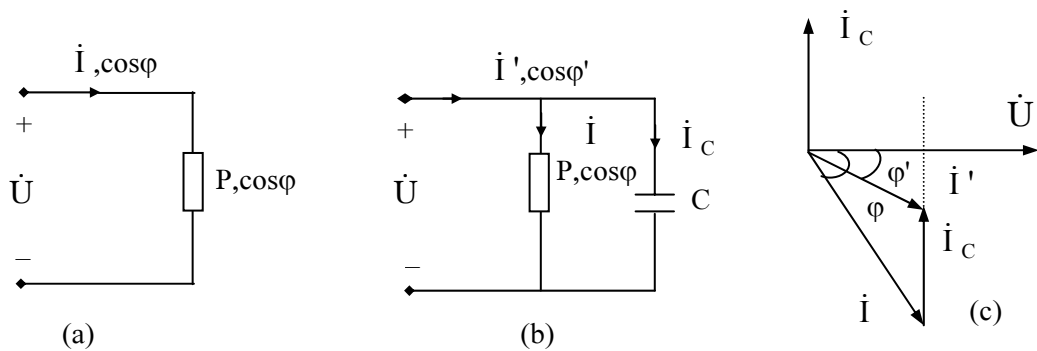 İ ,cosφ
+
U̇
P,cosφ
–
(a)
İ ',cosφ'
+
İ
İ C
U̇
P,cosφ
C
–
(b)
İ C
U̇
φ'
İ '
φ
İ C
İ
(c)